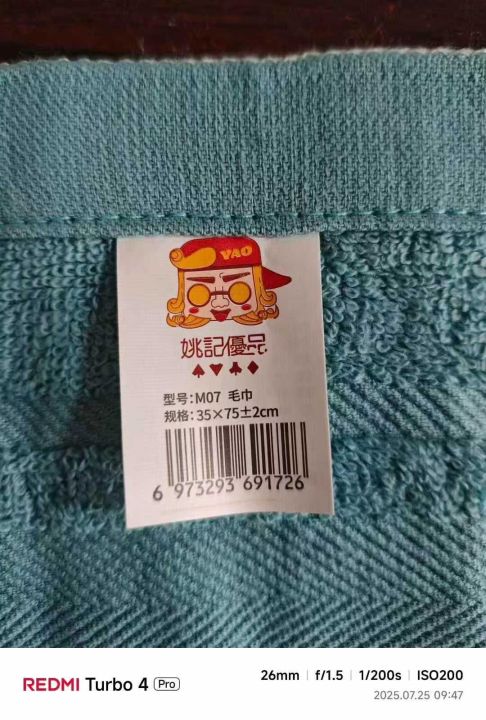 YAO
姚記優品
♠♥♣♦
型号:M07 毛巾
规格:35×75±2cm
6 973293 691726
REDMI Turbo 4 Pro
26mm | f/1.5 | 1/200s | ISO200
2025.07.25 09:47